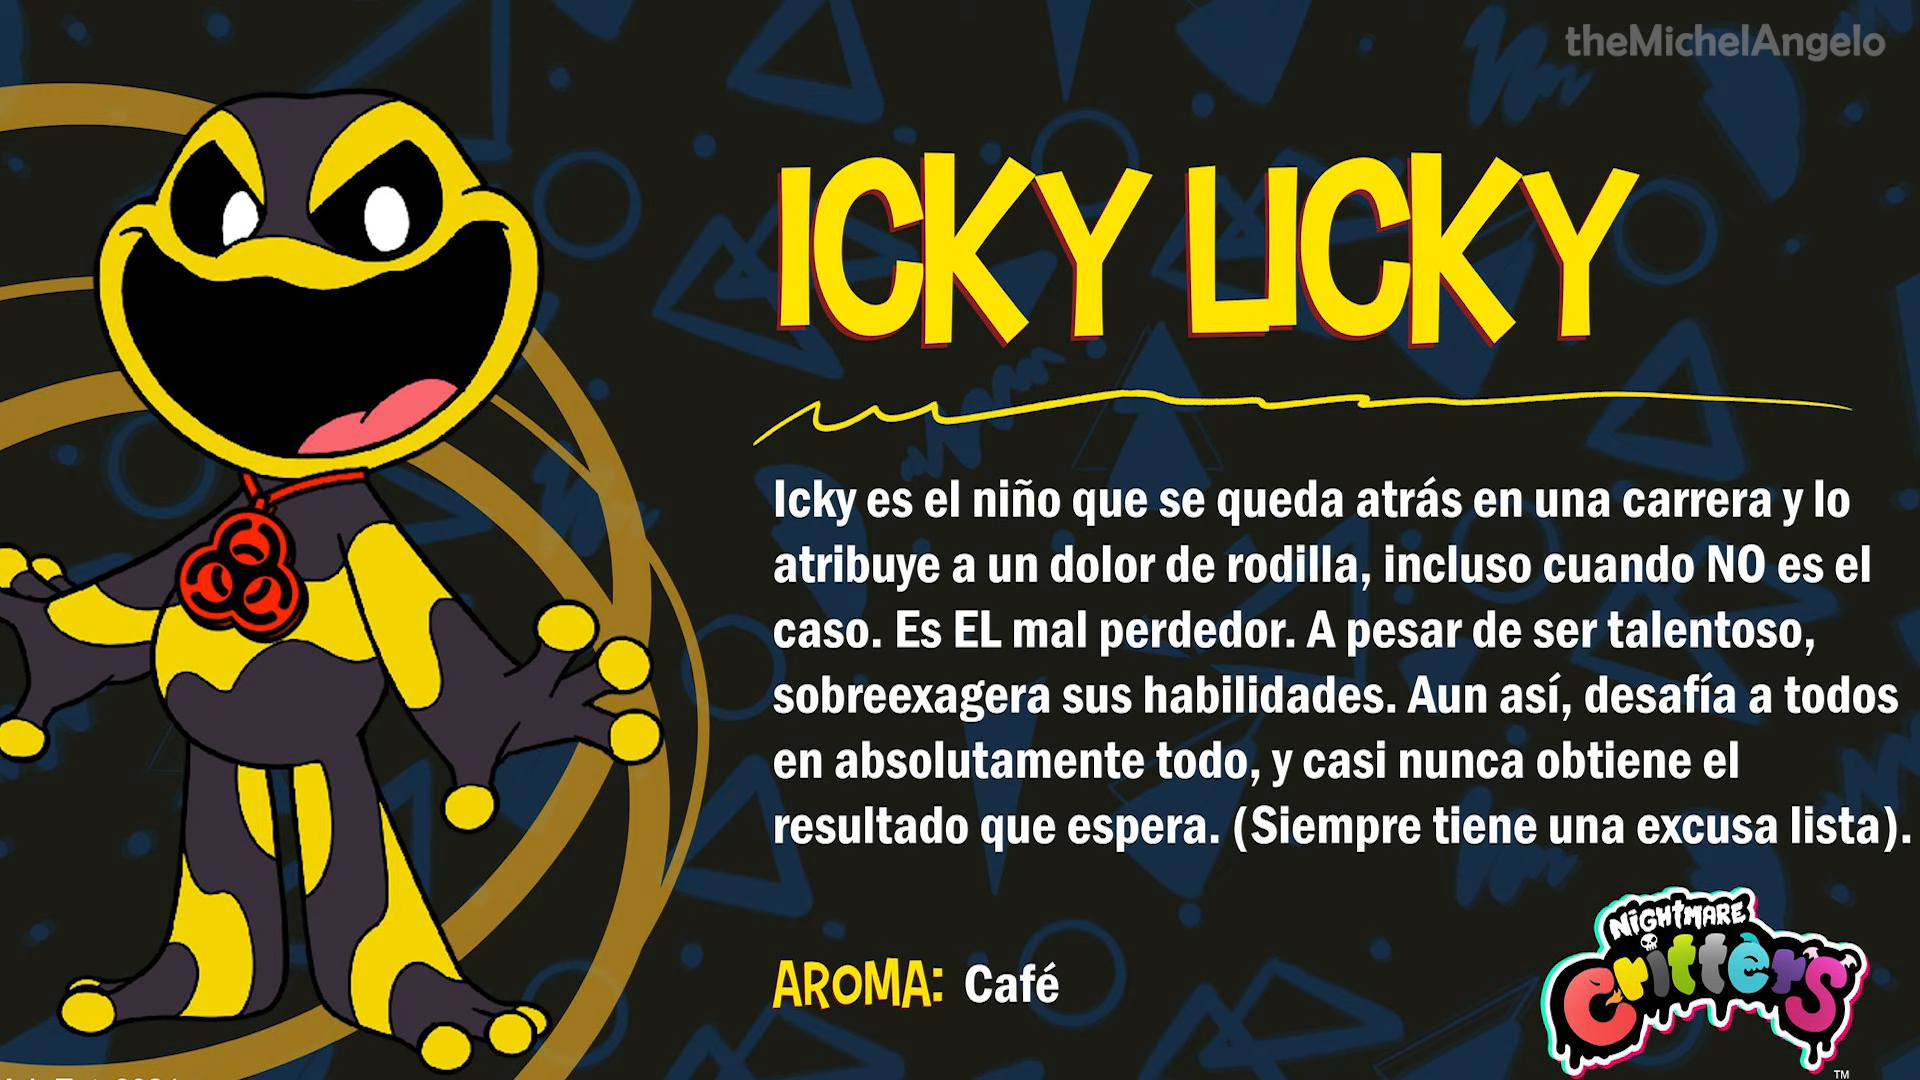 theMichelAngelo
ICKY LICKY
Icky es el niño que se queda atrás en una carrera y lo
atribuye a un dolor de rodilla, incluso cuando NO es el
caso. Es EL mal perdedor. A pesar de ser talentoso,
sobreexagera sus habilidades. Aun así, desafía a todos
en absolutamente todo, y casi nunca obtiene el
resultado que espera. (Siempre tiene una excusa lista).
AROMA: Café
NIGHTMARE
Critters
TM